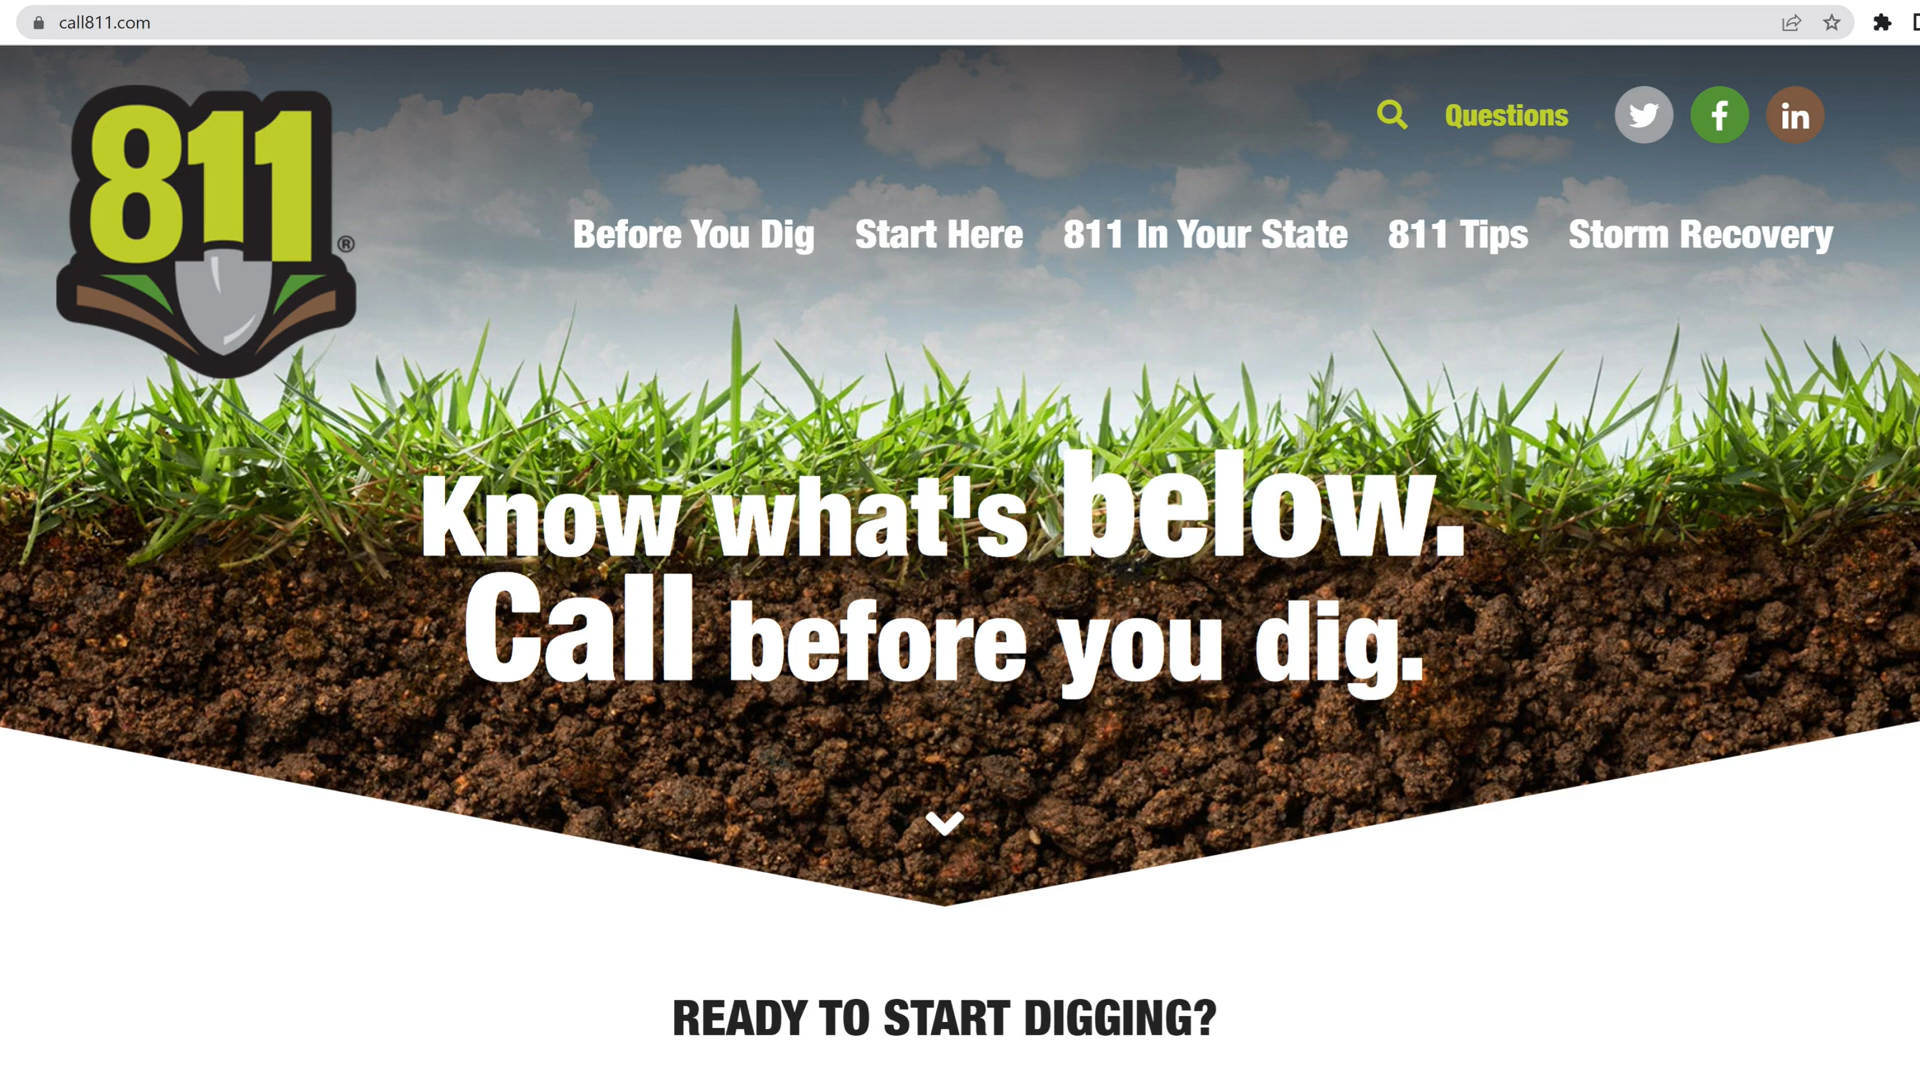 call811.com
811
®
Questions
Before You Dig Start Here 811 In Your State 811 Tips Storm Recovery
Know what's below.
Call before you dig.
READY TO START DIGGING?